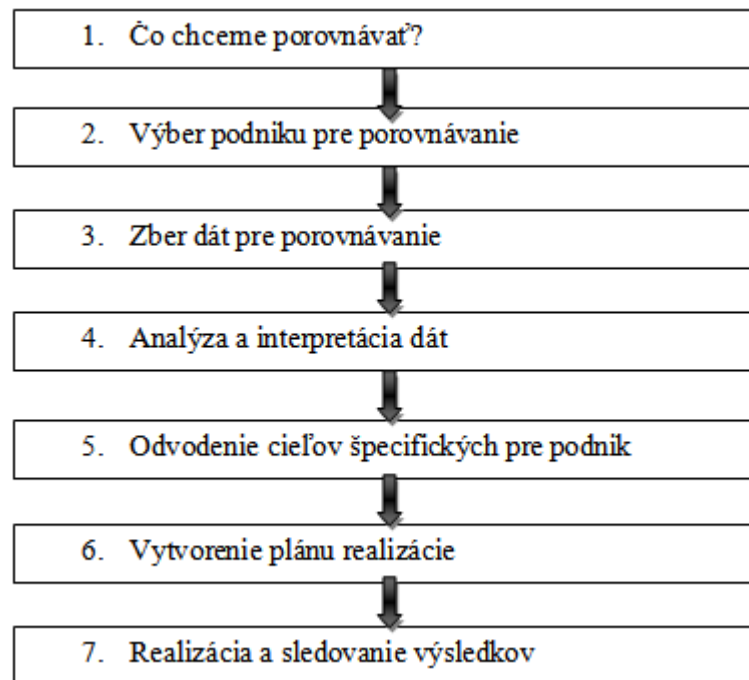 1. Čo chceme porovnávať?
2. Výber podniku pre porovnávanie
3. Zber dát pre porovnávanie
4. Analýza a interpretácia dát
5. Odvodenie cieľov špecifických pre podnik
6. Vytvorenie plánu realizácie
7. Realizácia a sledovanie výsledkov